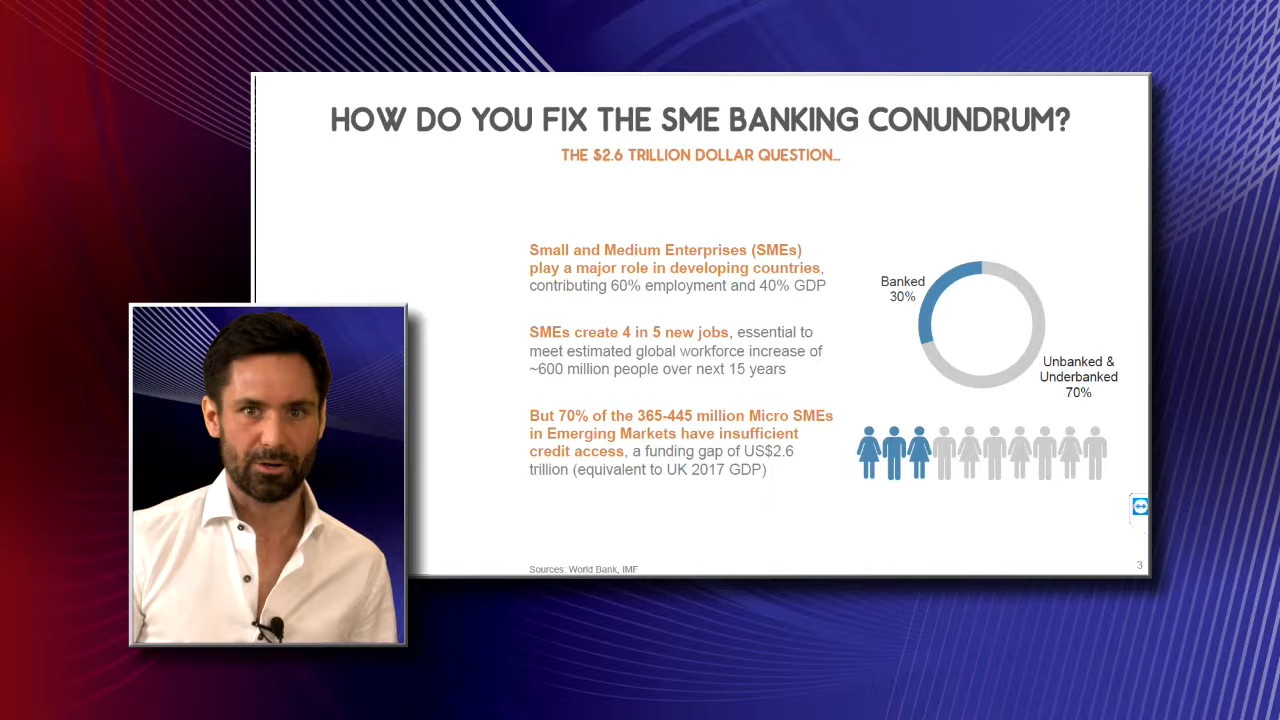 HOW DO YOU FIX THE SME BANKING CONUNDRUM?
THE $2.6 TRILLION DOLLAR QUESTION...
Small and Medium Enterprises (SMEs)
play a major role in developing countries,
contributing 60% employment and 40% GDP
SMEs create 4 in 5 new jobs, essential to
meet estimated global workforce increase of
~600 million people over next 15 years
But 70% of the 365-445 million Micro SMEs
in Emerging Markets have insufficient
credit access, a funding gap of US$2.6
trillion (equivalent to UK 2017 GDP)
Banked
30%
Unbanked &
Underbanked
70%
Sources: World Bank, IMF
3